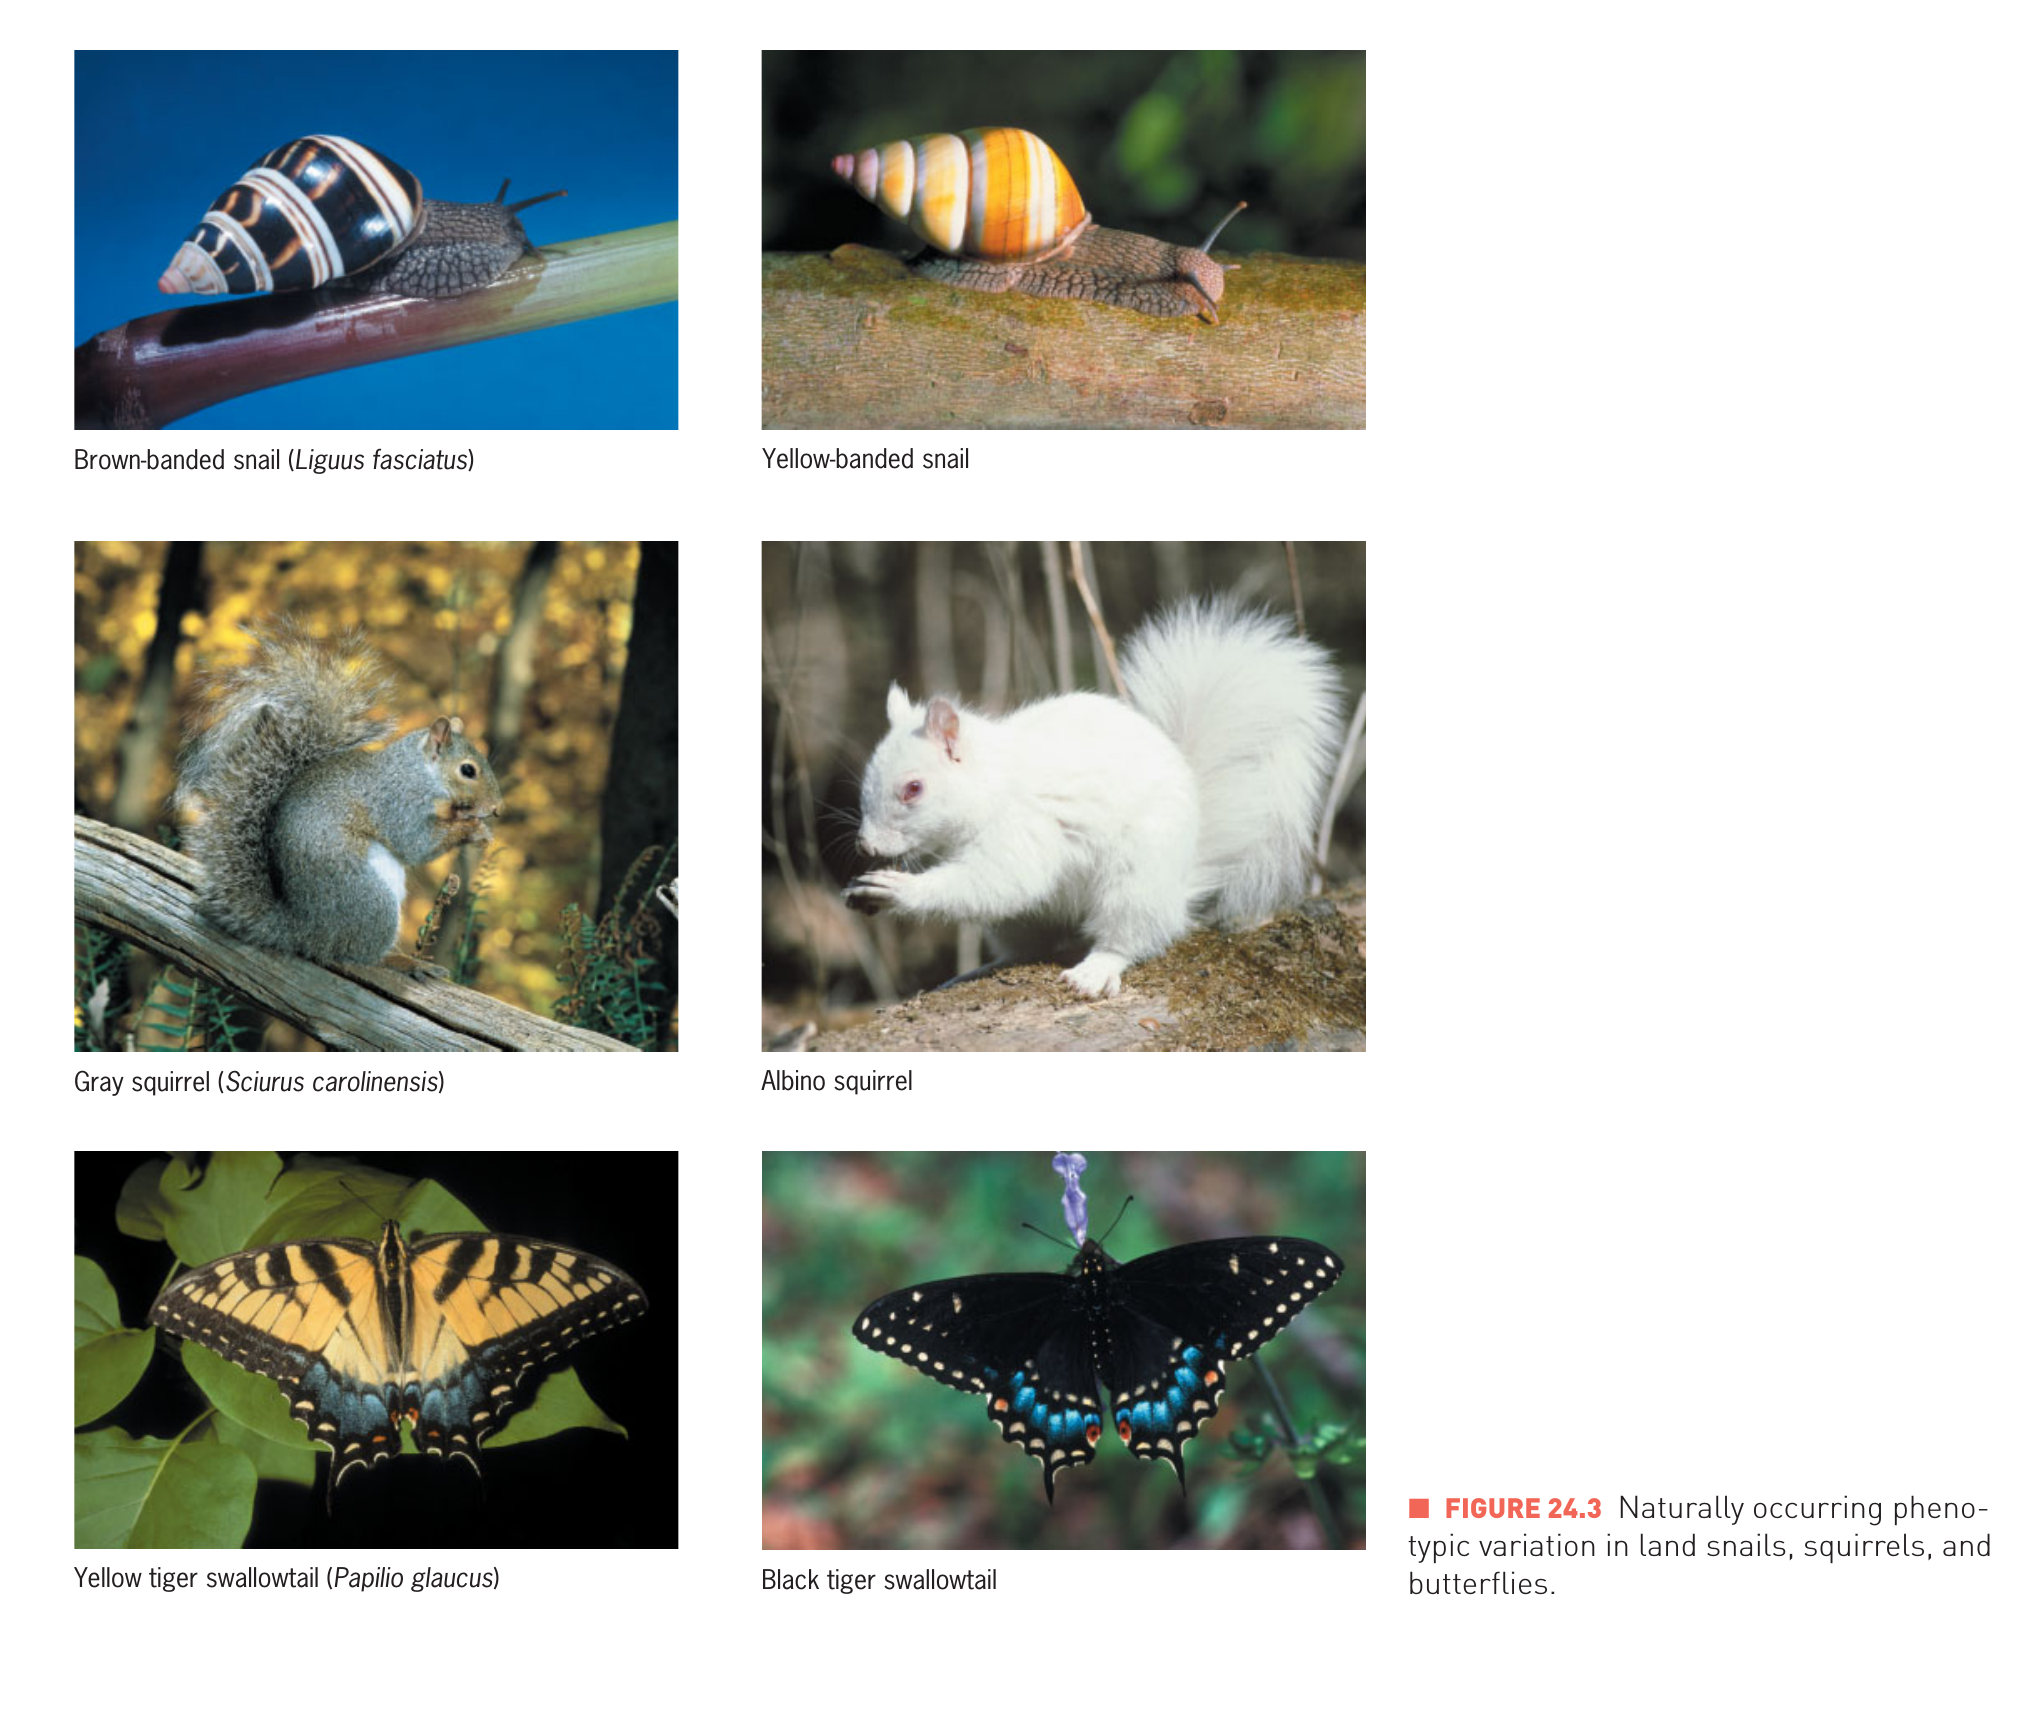 Brown-banded snail (Liguus fasciatus)
Yellow-banded snail
Gray squirrel (Sciurus carolinensis)
Albino squirrel
Yellow tiger swallowtail (Papilio glaucus)
Black tiger swallowtail
■ FIGURE 24.3 Naturally occurring pheno-
typic variation in land snails, squirrels, and
butterflies.